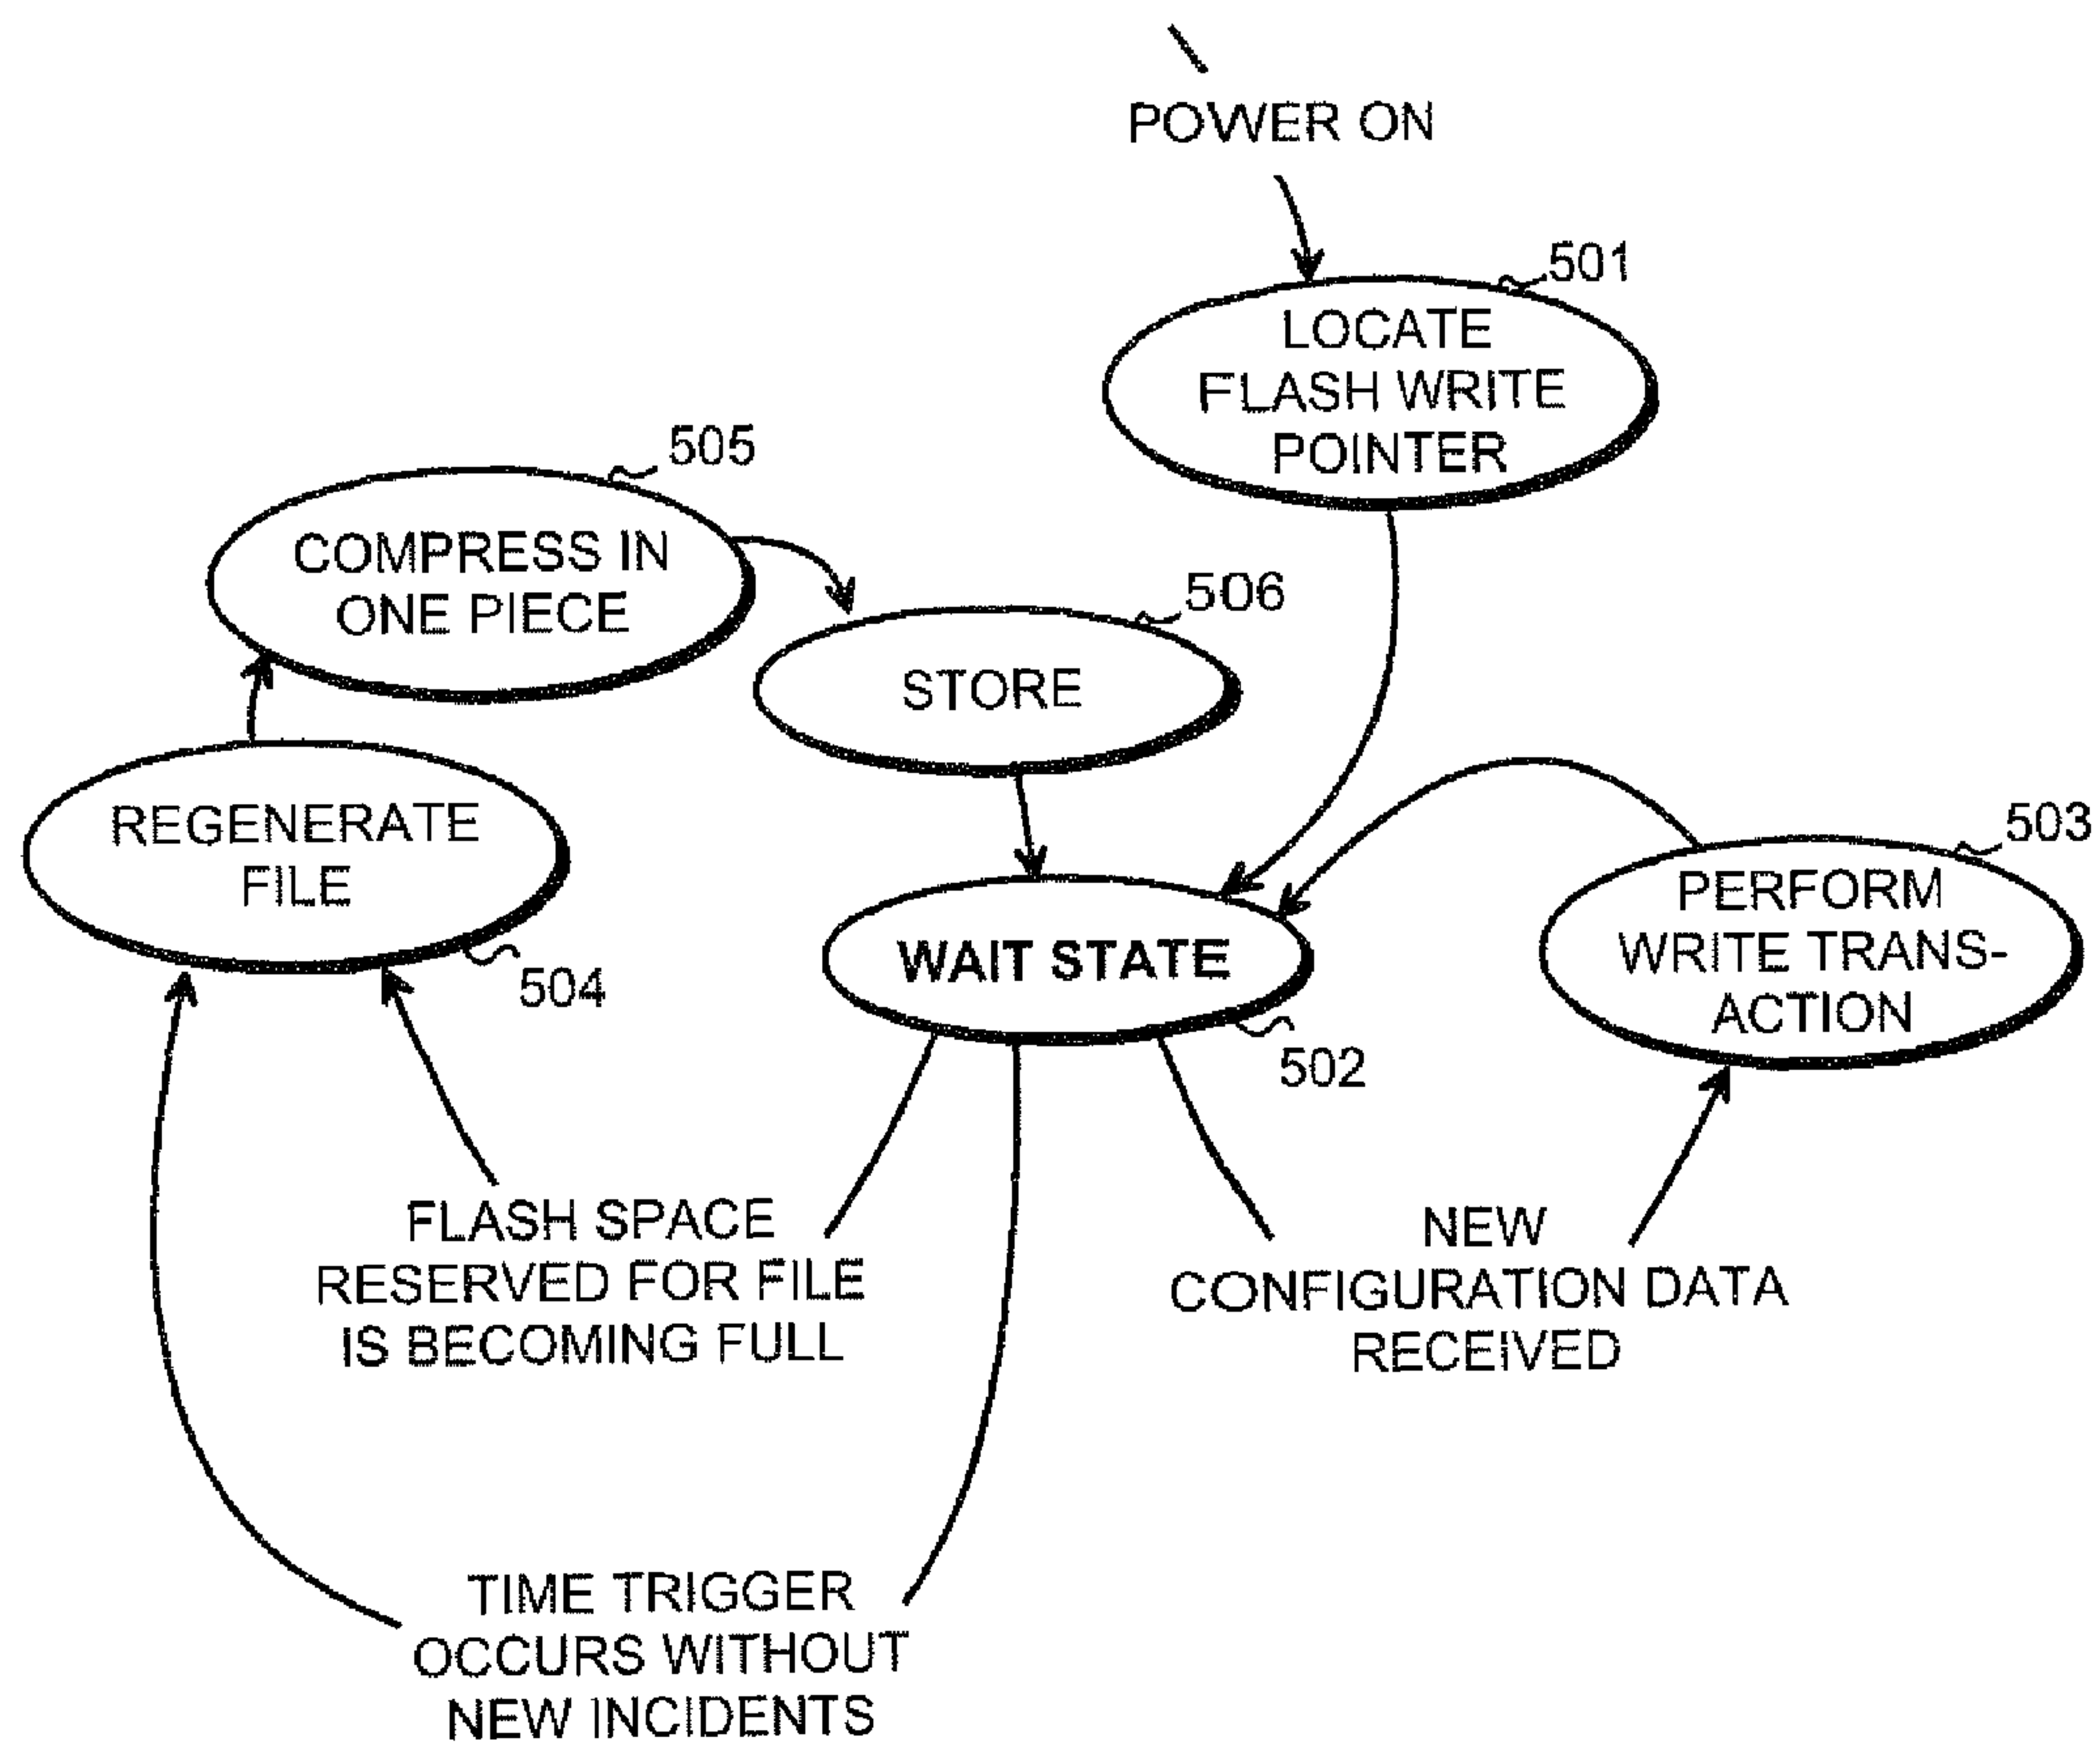 POWER ON
501
LOCATE
FLASH WRITE
POINTER
505
COMPRESS IN
ONE PIECE
506
STORE
REGENERATE
FILE
504
WAIT STATE
502
503
PERFORM
WRITE TRANS-
ACTION
FLASH SPACE
RESERVED FOR FILE
IS BECOMING FULL
NEW
CONFIGURATION DATA
RECEIVED
TIME TRIGGER
OCCURS WITHOUT
NEW INCIDENTS